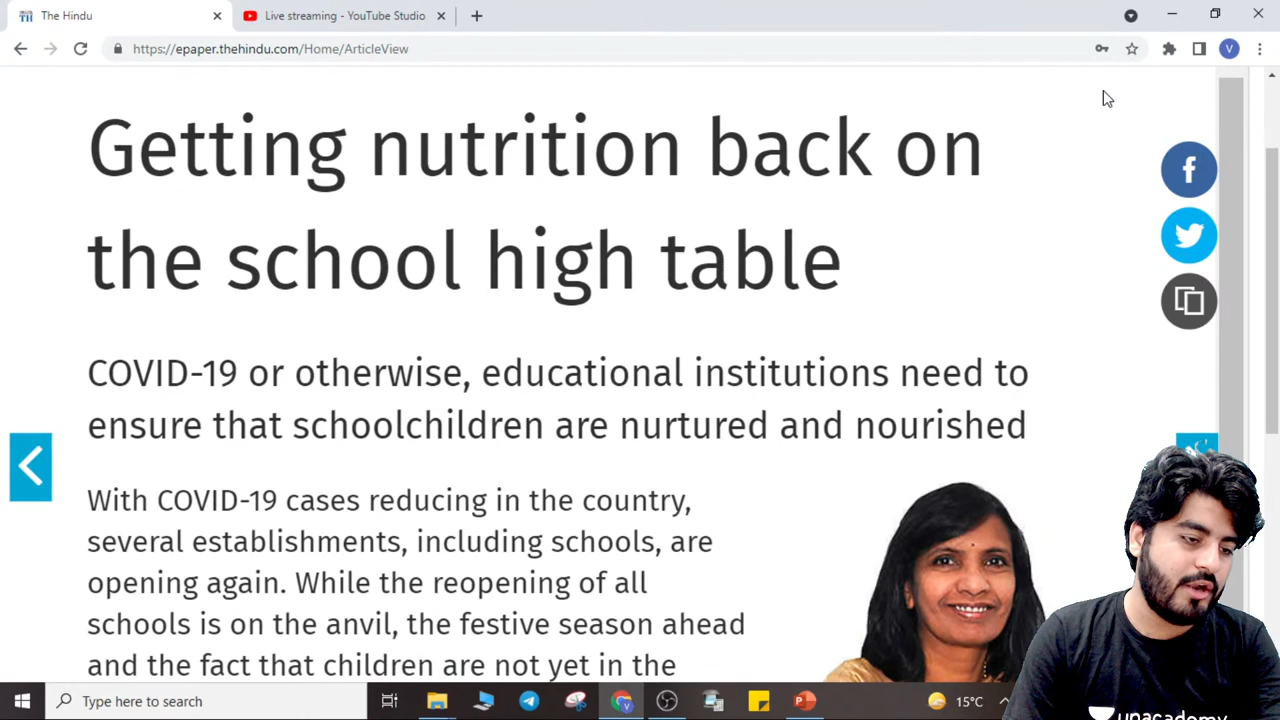 The Hindu
Live streaming - YouTube Studio
https://epaper.thehindu.com/Home/ArticleView
V
Getting nutrition back on
the school high table
COVID-19 or otherwise, educational institutions need to
ensure that schoolchildren are nurtured and nourished
With COVID-19 cases reducing in the country,
several establishments, including schools, are
opening again. While the reopening of all
schools is on the anvil, the festive season ahead
and the fact that children are not yet in the
Type here to search
15°C
unacademy